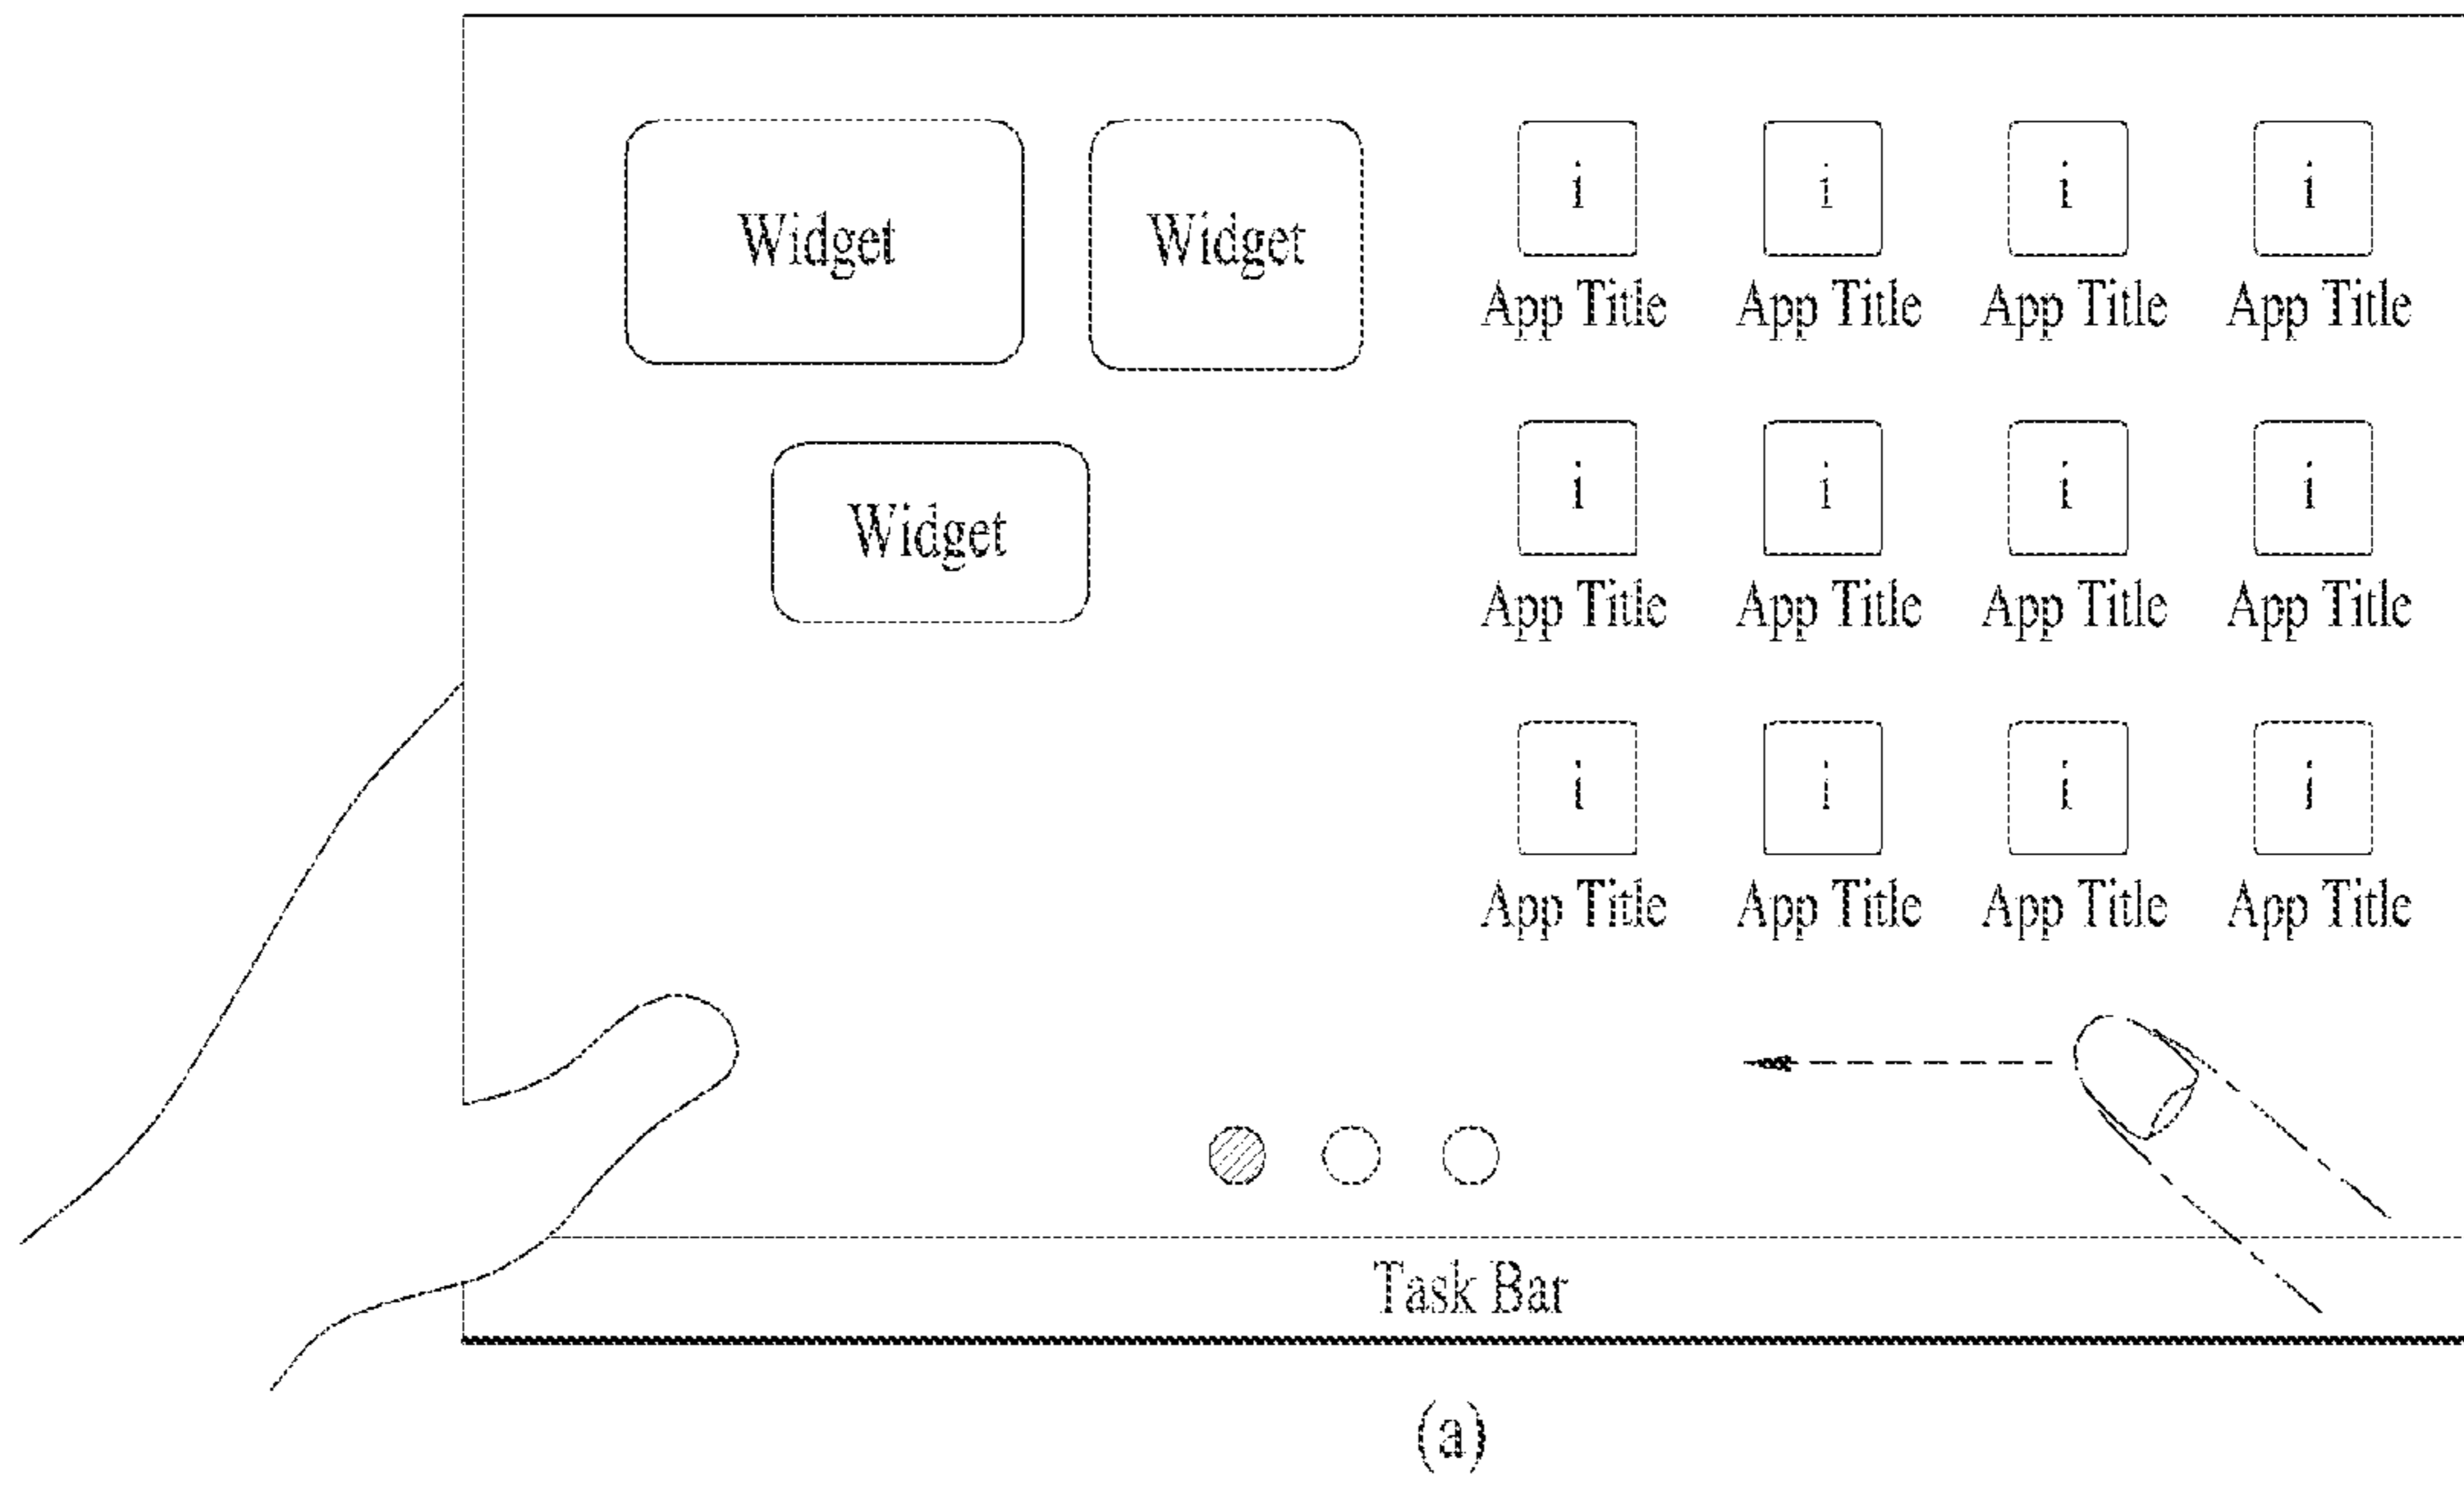 Widget Widget i i i i
App Title App Title App Title App Title
Widget i i i i
App Title App Title App Title App Title
i i i i
App Title App Title App Title App Title
Task Bar
(a)